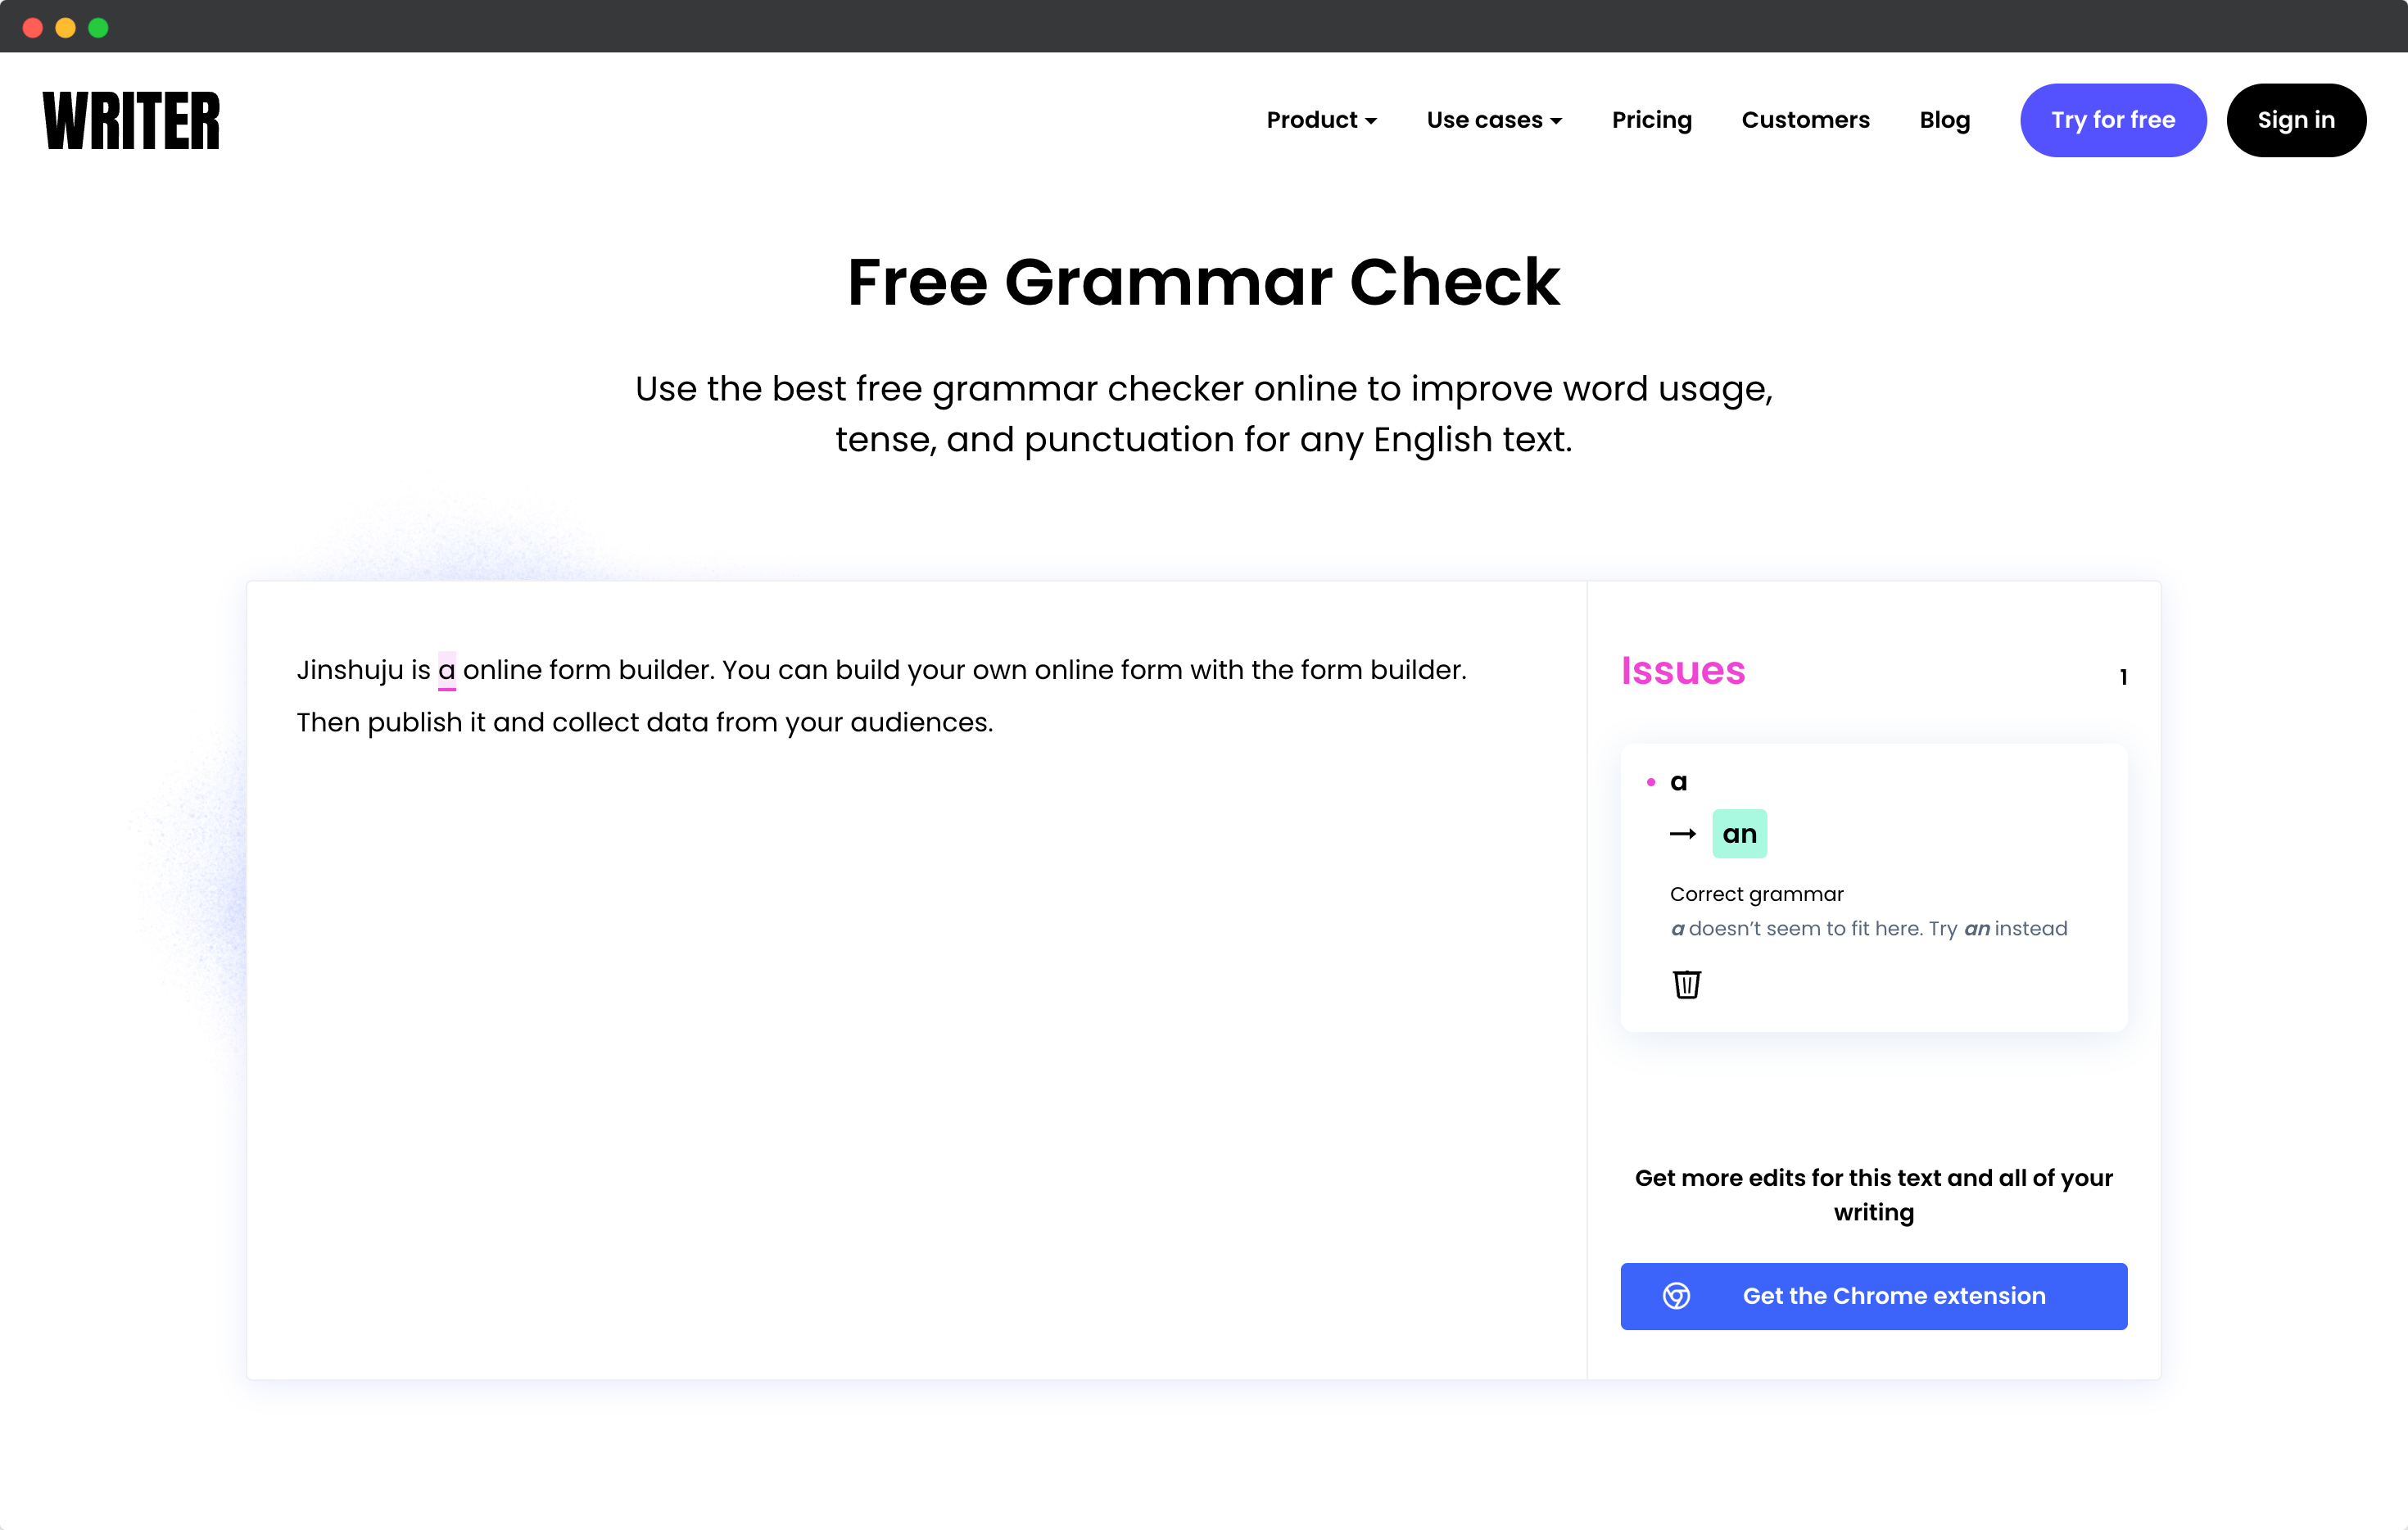 WRITER
Product
Use cases
Pricing
Customers
Blog
Try for free
Sign in
Free Grammar Check
Use the best free grammar checker online to improve word usage,
tense, and punctuation for any English text.
Jinshuju is a online form builder. You can build your own online form with the form builder.
Then publish it and collect data from your audiences.
Issues
1
a
→ an
Correct grammar
a doesn’t seem to fit here. Try an instead
Get more edits for this text and all of your
writing
Get the Chrome extension